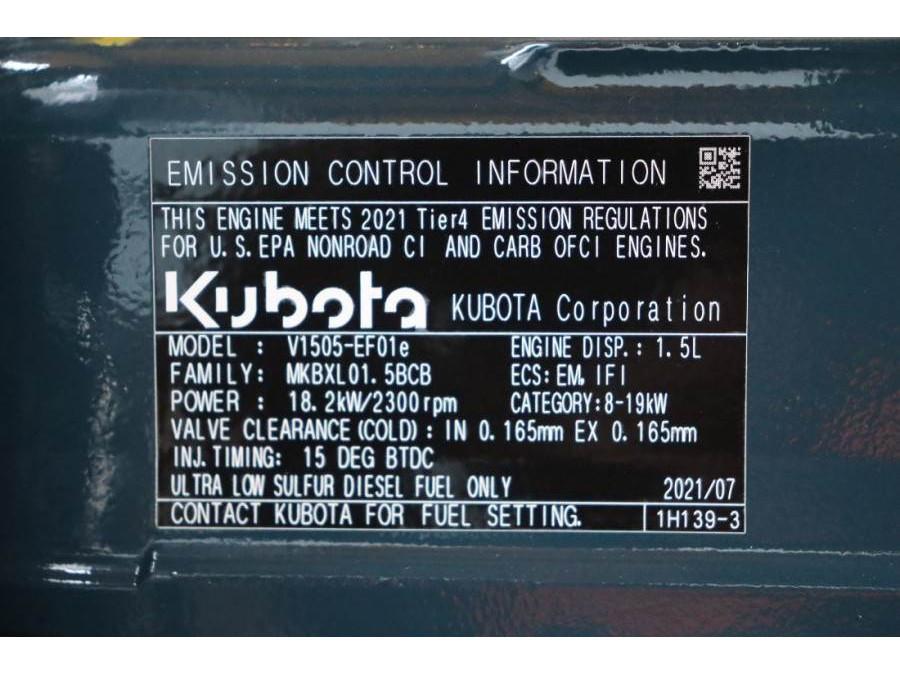 EMISSION CONTROL INFORMATION
THIS ENGINE MEETS 2021 Tier4 EMISSION REGULATIONS
FOR U.S.EPA NONROAD CI AND CARB OFCI ENGINES.
Kubota KUBOTA Corporation
MODEL : V1505-EF01e ENGINE DISP.: 1.5L
FAMILY: MKBXL01.5BCB ECS:EM, IFI
POWER : 18.2kW/2300rpm CATEGORY:8-19kW
VALVE CLEARANCE(COLD): IN 0.165mm EX 0.165mm
INJ.TIMING: 15 DEG BTDC
ULTRA LOW SULFUR DIESEL FUEL ONLY 2021/07
CONTACT KUBOTA FOR FUEL SETTING. 1H139-3